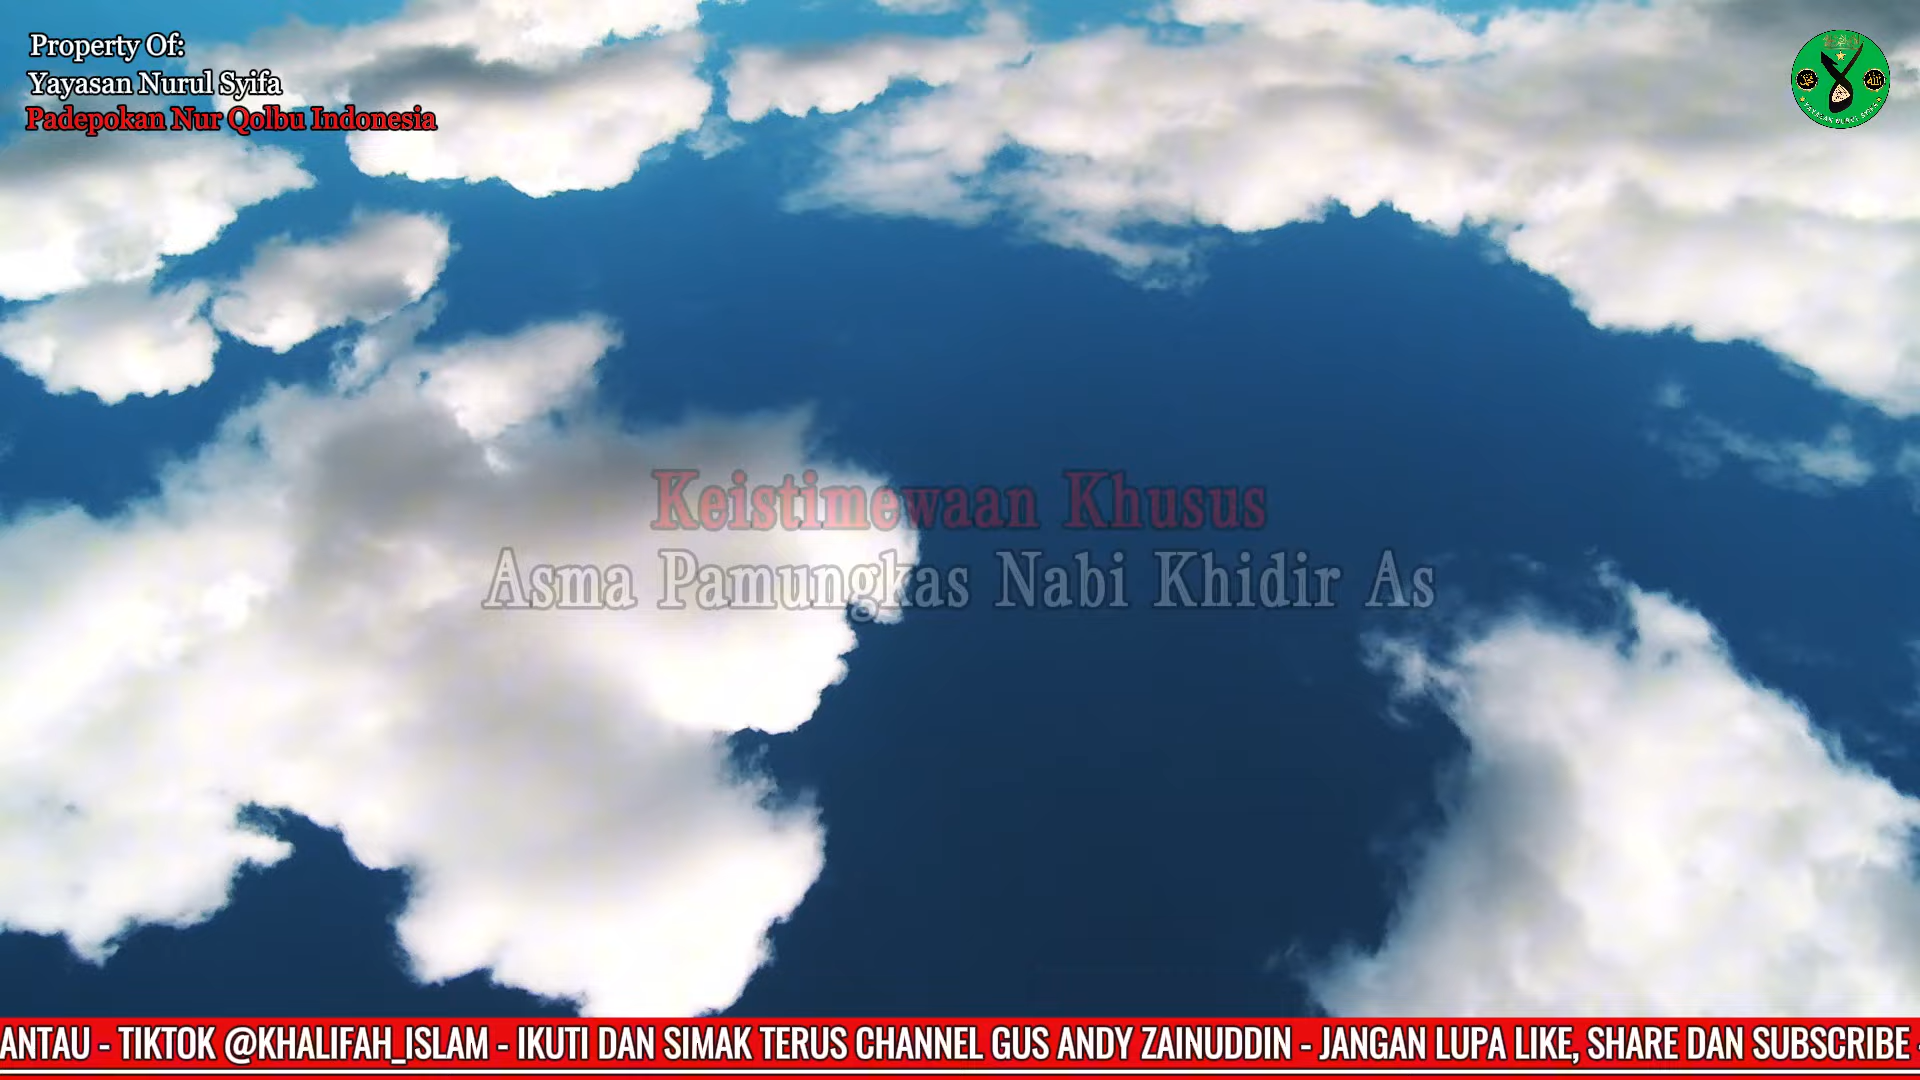 Property Of:
Yayasan Nurul Syifa
Padepokan Nur Qolbu Indonesia
Keistimewaan Khusus
Asma Pamungkas Nabi Khidir As
ANTAU - TIKTOK @KHALIFAH_ISLAM - IKUTI DAN SIMAK TERUS CHANNEL GUS ANDY ZAINUDDIN - JANGAN LUPA LIKE, SHARE DAN SUBSCRIBE -